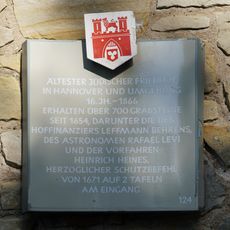 ÄLTESTER JÜDISCHER FRIEDHOF
IN HANNOVER UND UMGEBUNG
16. JH. - 1866
ERHALTEN ÜBER 700 GRABSTEINE
SEIT 1654, DARUNTER DIE DES
HOFFINANZIERS LEFFMANN BEHRENS,
DES ASTRONOMEN RAFAEL LEVI
UND DER VORFAHREN
HEINRICH HEINES.
HERZOGLICHER SCHUTZBEFEHL
VON 1671 AUF 2 TAFELN
AM EINGANG
124